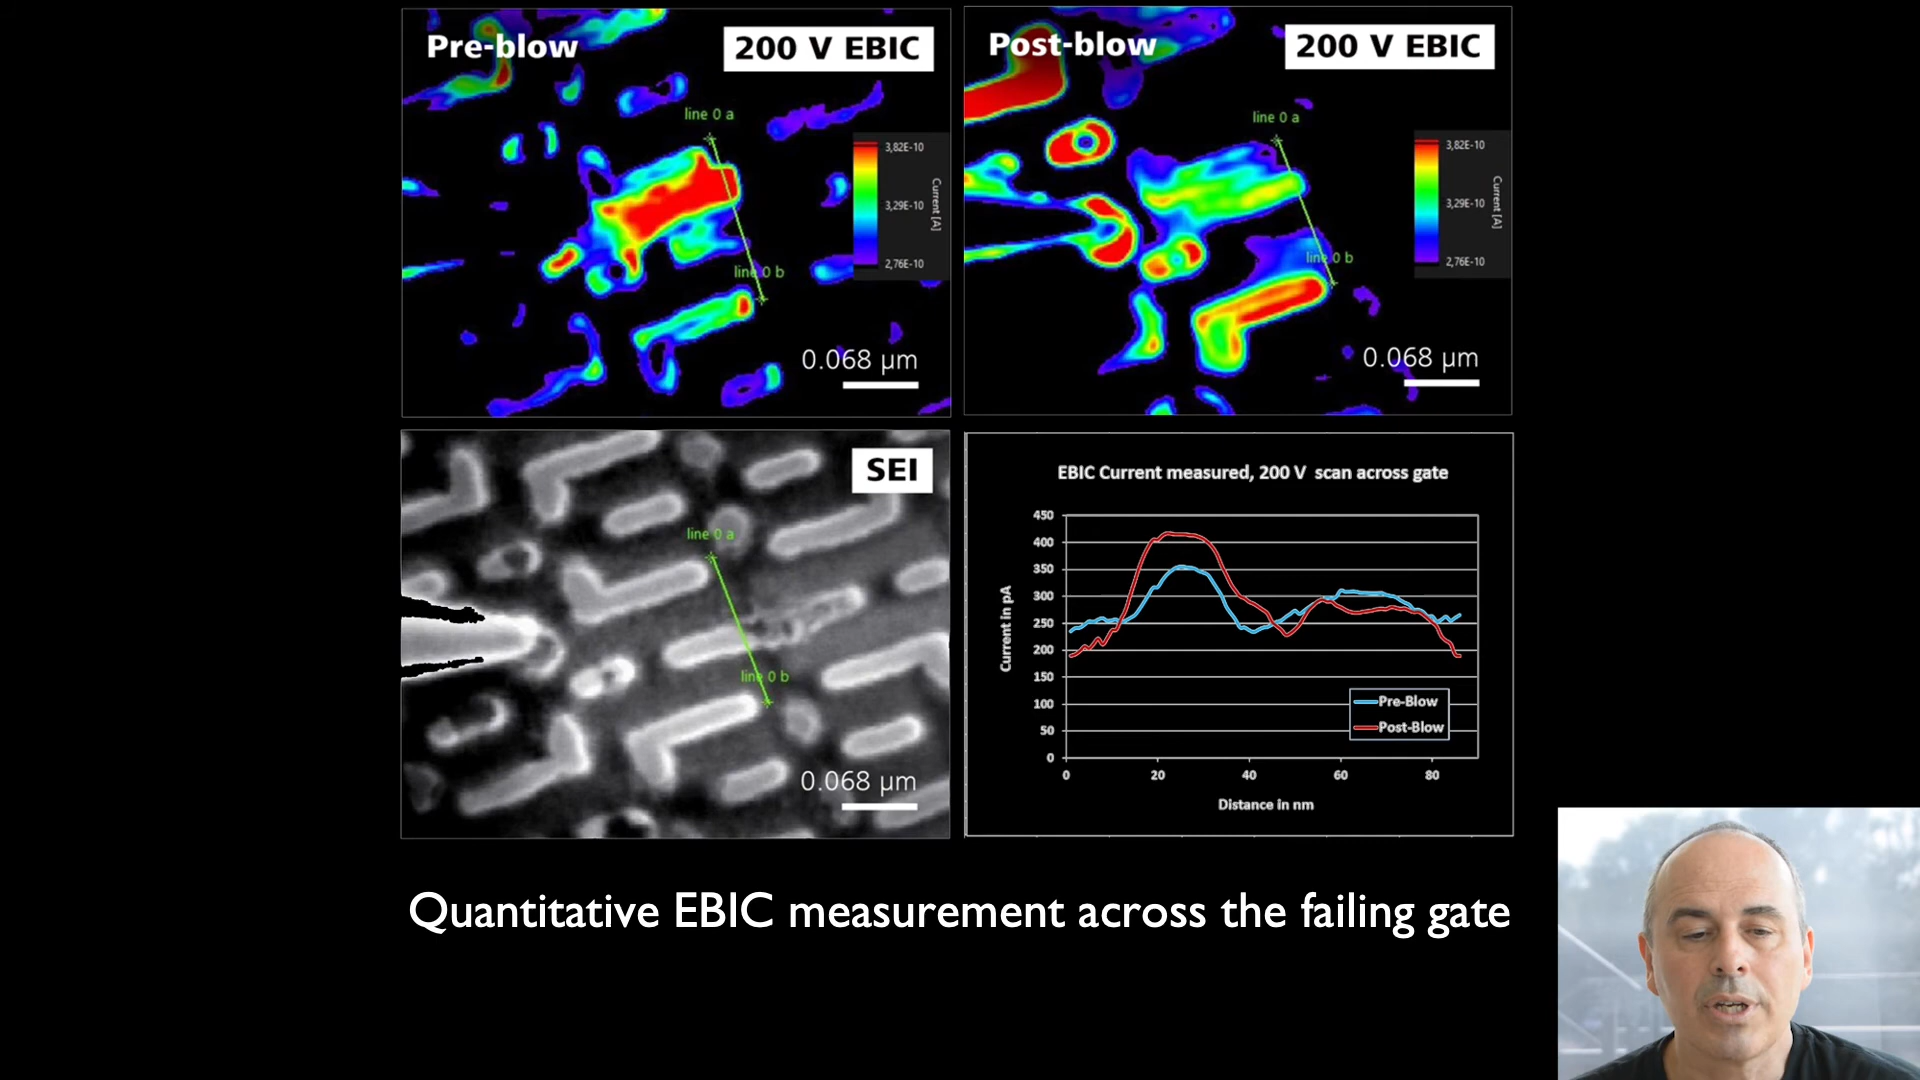 Pre-blow
200 V EBIC
line 0 a
3,82E-10
3,29E-10
2,76E-10
Current [A]
line 0 b
0.068 µm
Post-blow
200 V EBIC
line 0 a
3,82E-10
3,29E-10
2,76E-10
Current [A]
line 0 b
0.068 µm
SEI
line 0 a
line 0 b
0.068 µm
EBIC Current measured, 200 V scan across gate
450
400
350
300
250
200
150
100
50
0
Current in pA
0 20 40 60 80
Distance in nm
Pre-Blow
Post-Blow
Quantitative EBIC measurement across the failing gate